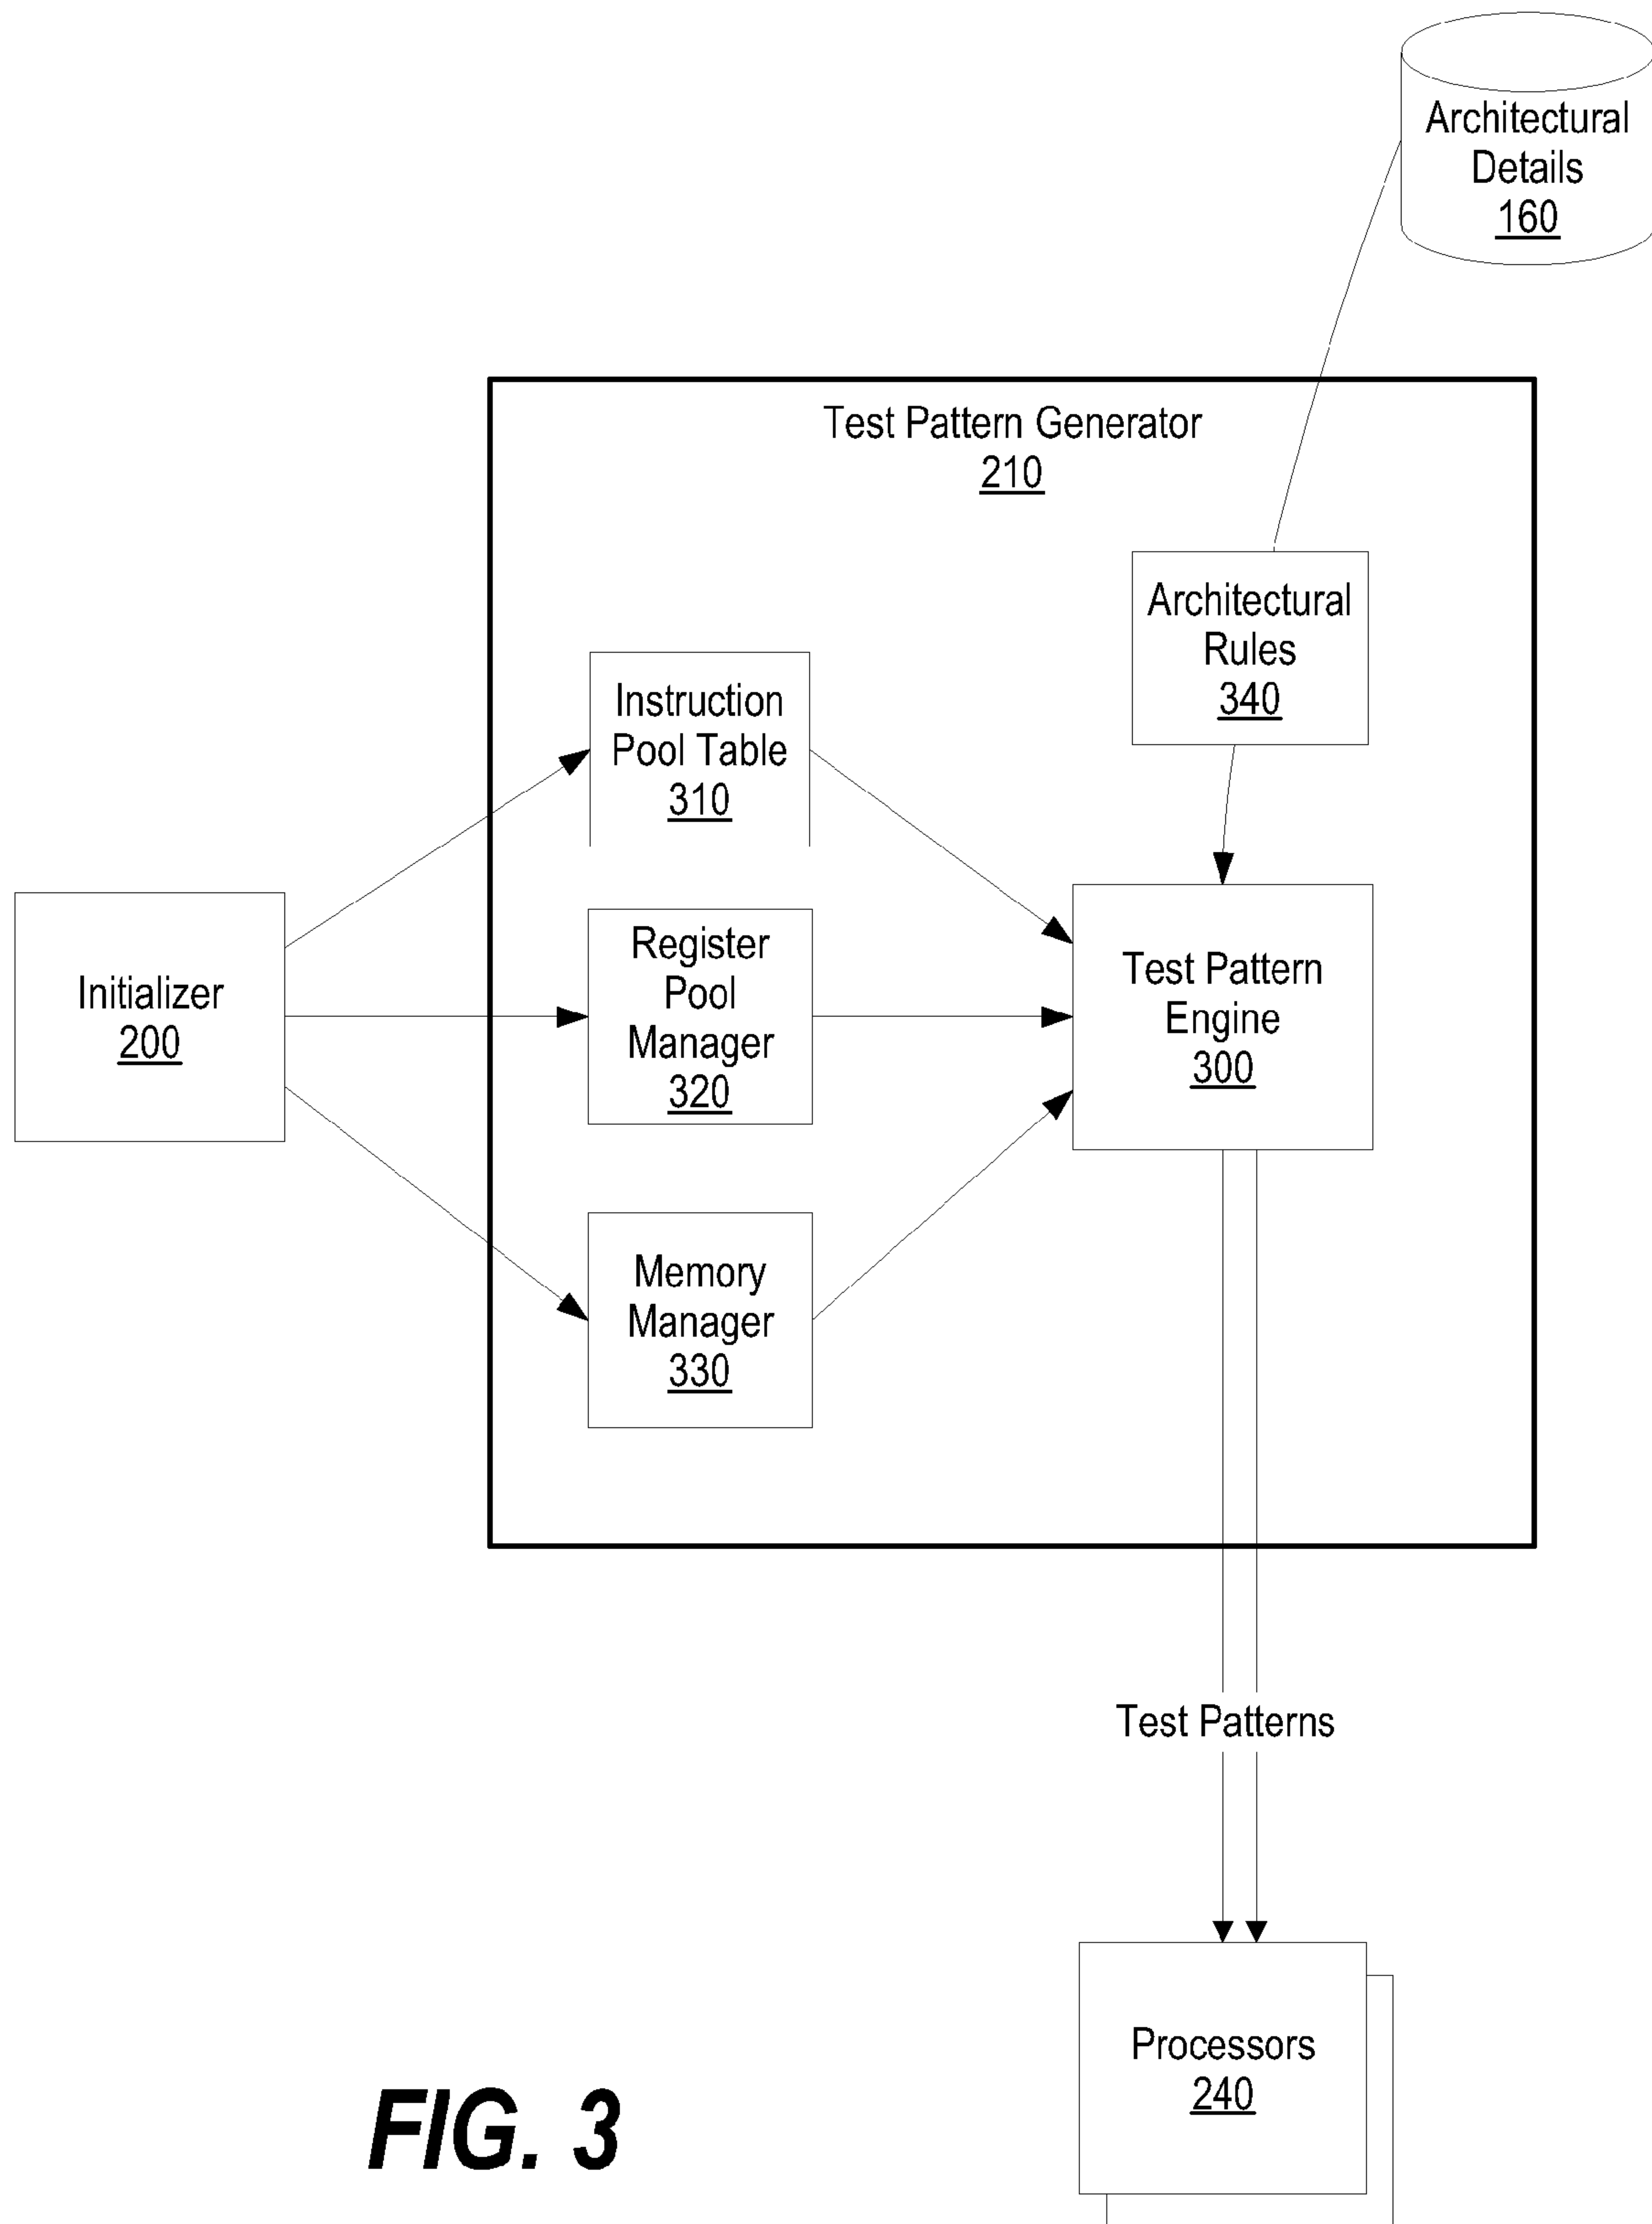 Architectural
Details
160
Test Pattern Generator
210
Architectural
Rules
340
Instruction
Pool Table
310
Initializer
200
Register
Pool
Manager
320
Test Pattern
Engine
300
Memory
Manager
330
Test Patterns
Processors
240
FIG. 3